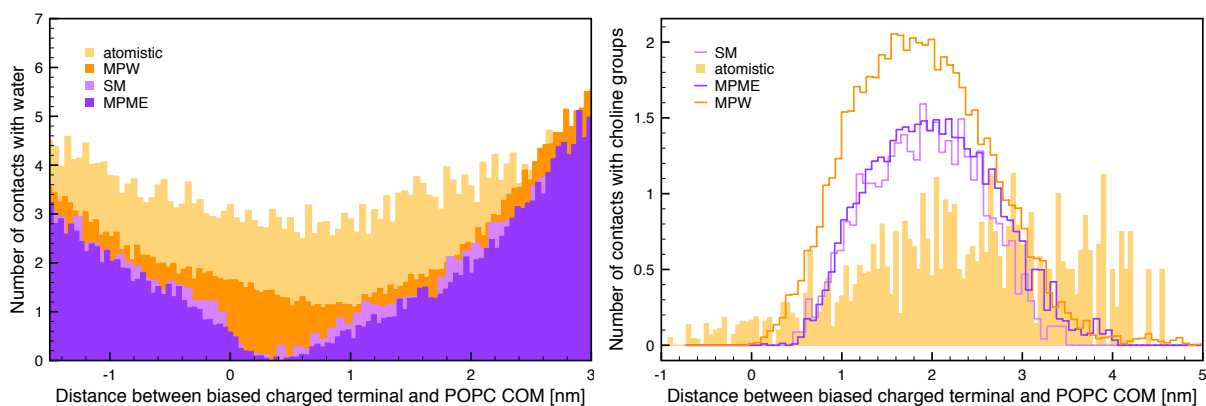 Number of contacts with water
7
6
5
4
3
2
1
0
atomistic
MPW
SM
MPME
-1
0
1
2
3
Distance between biased charged terminal and POPC COM [nm]
Number of contacts with choline groups
2
1.5
1
0.5
0
SM
atomistic
MPME
MPW
-1
0
1
2
3
4
5
Distance between biased charged terminal and POPC COM [nm]